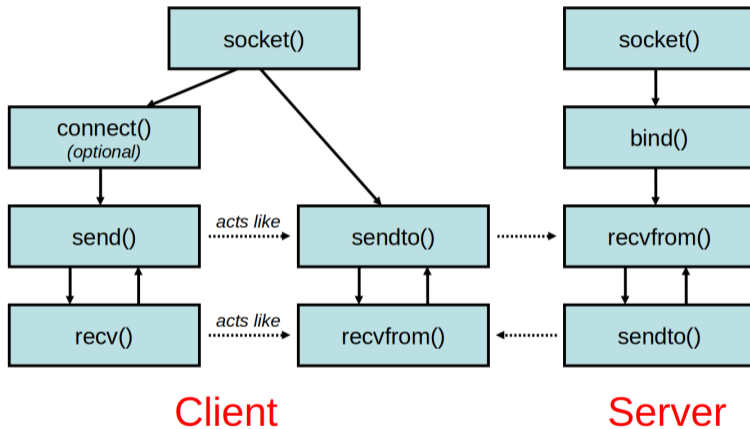 socket()
socket()
connect()
(optional)
bind()
send()
acts like
sendto()
recvfrom()
recv()
acts like
recvfrom()
sendto()
Client
Server